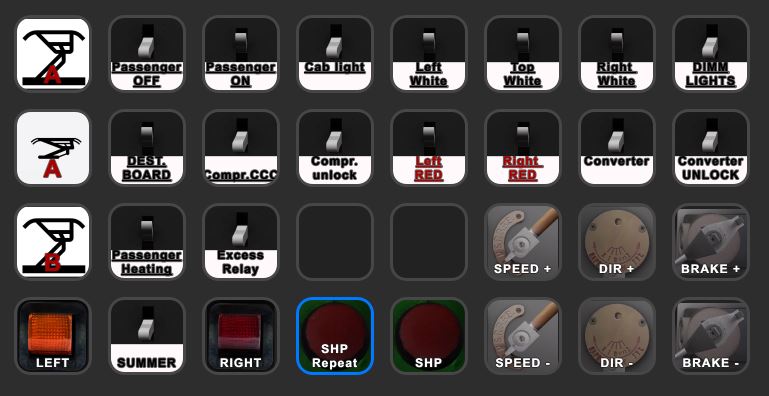 A
Passenger
OFF
Passenger
ON
Cab light
Left
White
Top
White
Right
White
DIMM
LIGHTS
A
DEST.
BOARD
Compr.CCC
Compr.
unlock
Left
RED
Right
RED
Converter
Converter
UNLOCK
B
Passenger
Heating
Excess
Relay
SPEED +
DIR +
BRAKE +
LEFT
SUMMER
RIGHT
SHP
Repeat
SHP
SPEED -
DIR -
BRAKE -